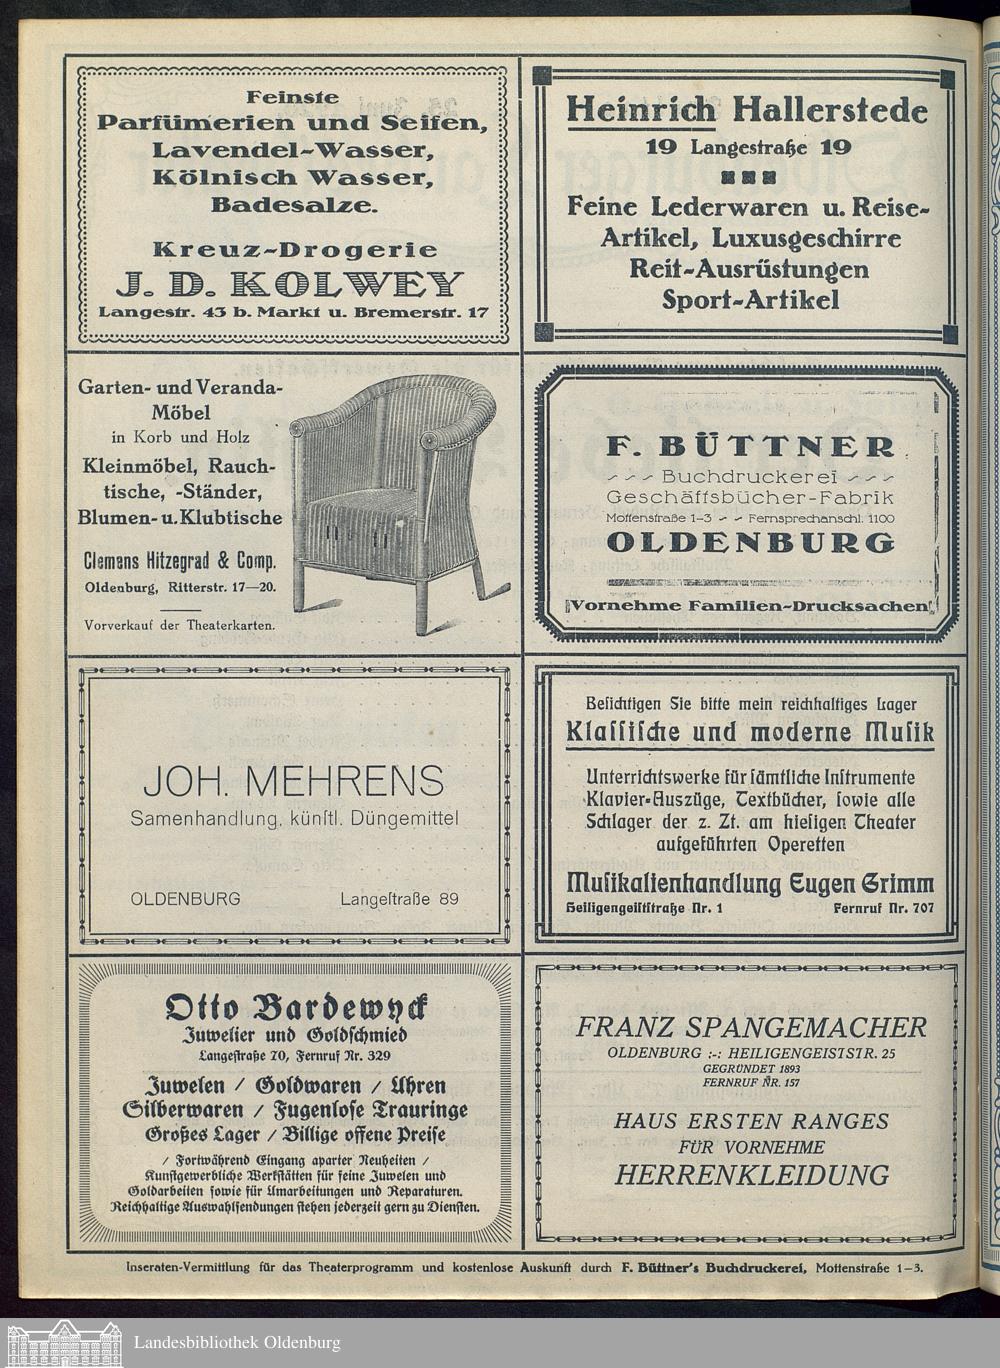 Feinste
Parfümerien und Seifen,
Lavendel-Wasser,
Kölnisch Wasser,
Badesalze.
Kreuz-Drogerie
J. D. KOLWEY
Langestr. 43 b. Markt u. Bremerstr. 17
Heinrich Hallerstede
19 Langestraße 19
Feine Lederwaren u. Reise-
Artikel, Luxusgeschirre
Reit-Ausrüstungen
Sport-Artikel
Garten- und Veranda-
Möbel
in Korb und Holz
Kleinmöbel, Rauch-
tische, -Ständer,
Blumen- u. Klubtische
Clemens Hitzegrad & Comp.
Oldenburg, Ritterstr. 17—20.
Vorverkauf der Theaterkarten.
F. BÜTTNER
~ ~ ~ Buchdruckerei ~ ~ ~
Geschäftsbücher-Fabrik
Mottenstraße 1-3 ~ ~ Fernsprechanschl. 1100
OLDENBURG
Vornehme Familien-Drucksachen
JOH. MEHRENS
Samenhandlung, künſtl. Düngemittel
OLDENBURG Langeſtraße 89
Beſichtigen Sie bitte mein reichhaltiges Lager
Klaſſiſche und moderne Muſik
Unterrichtswerke für ſämtliche Inſtrumente
Klavier-Auszüge, Textbücher, ſowie alle
Schlager der z. Zt. am hieſigen Theater
aufgeführten Operetten
Muſikalienhandlung Eugen Grimm
Heiligengeiſtſtraße Nr. 1 Fernruf Nr. 707
Otto Bardewyck
Juwelier und Goldſchmied
Langeſtraße 70, Fernruf Nr. 329
Juwelen / Goldwaren / Uhren
Silberwaren / Fugenloſe Trauringe
Großes Lager / Billige offene Preiſe
/ Fortwährend Eingang aparter Neuheiten /
Kunſtgewerbliche Werkſtätten für feine Juwelen und
Goldarbeiten ſowie für Umarbeitungen und Reparaturen.
Reichhaltige Auswahlſendungen ſtehen jederzeit gern zu Dienſten.
FRANZ SPANGEMACHER
OLDENBURG :-: HEILIGENGEISTSTR. 25
GEGRÜNDET 1893
FERNRUF NR. 157
HAUS ERSTEN RANGES
FÜR VORNEHME
HERRENKLEIDUNG
Inseraten-Vermittlung für das Theaterprogramm und kostenlose Auskunft durch F. Büttner's Buchdruckerei, Mottenstraße 1-3.
Landesbibliothek Oldenburg